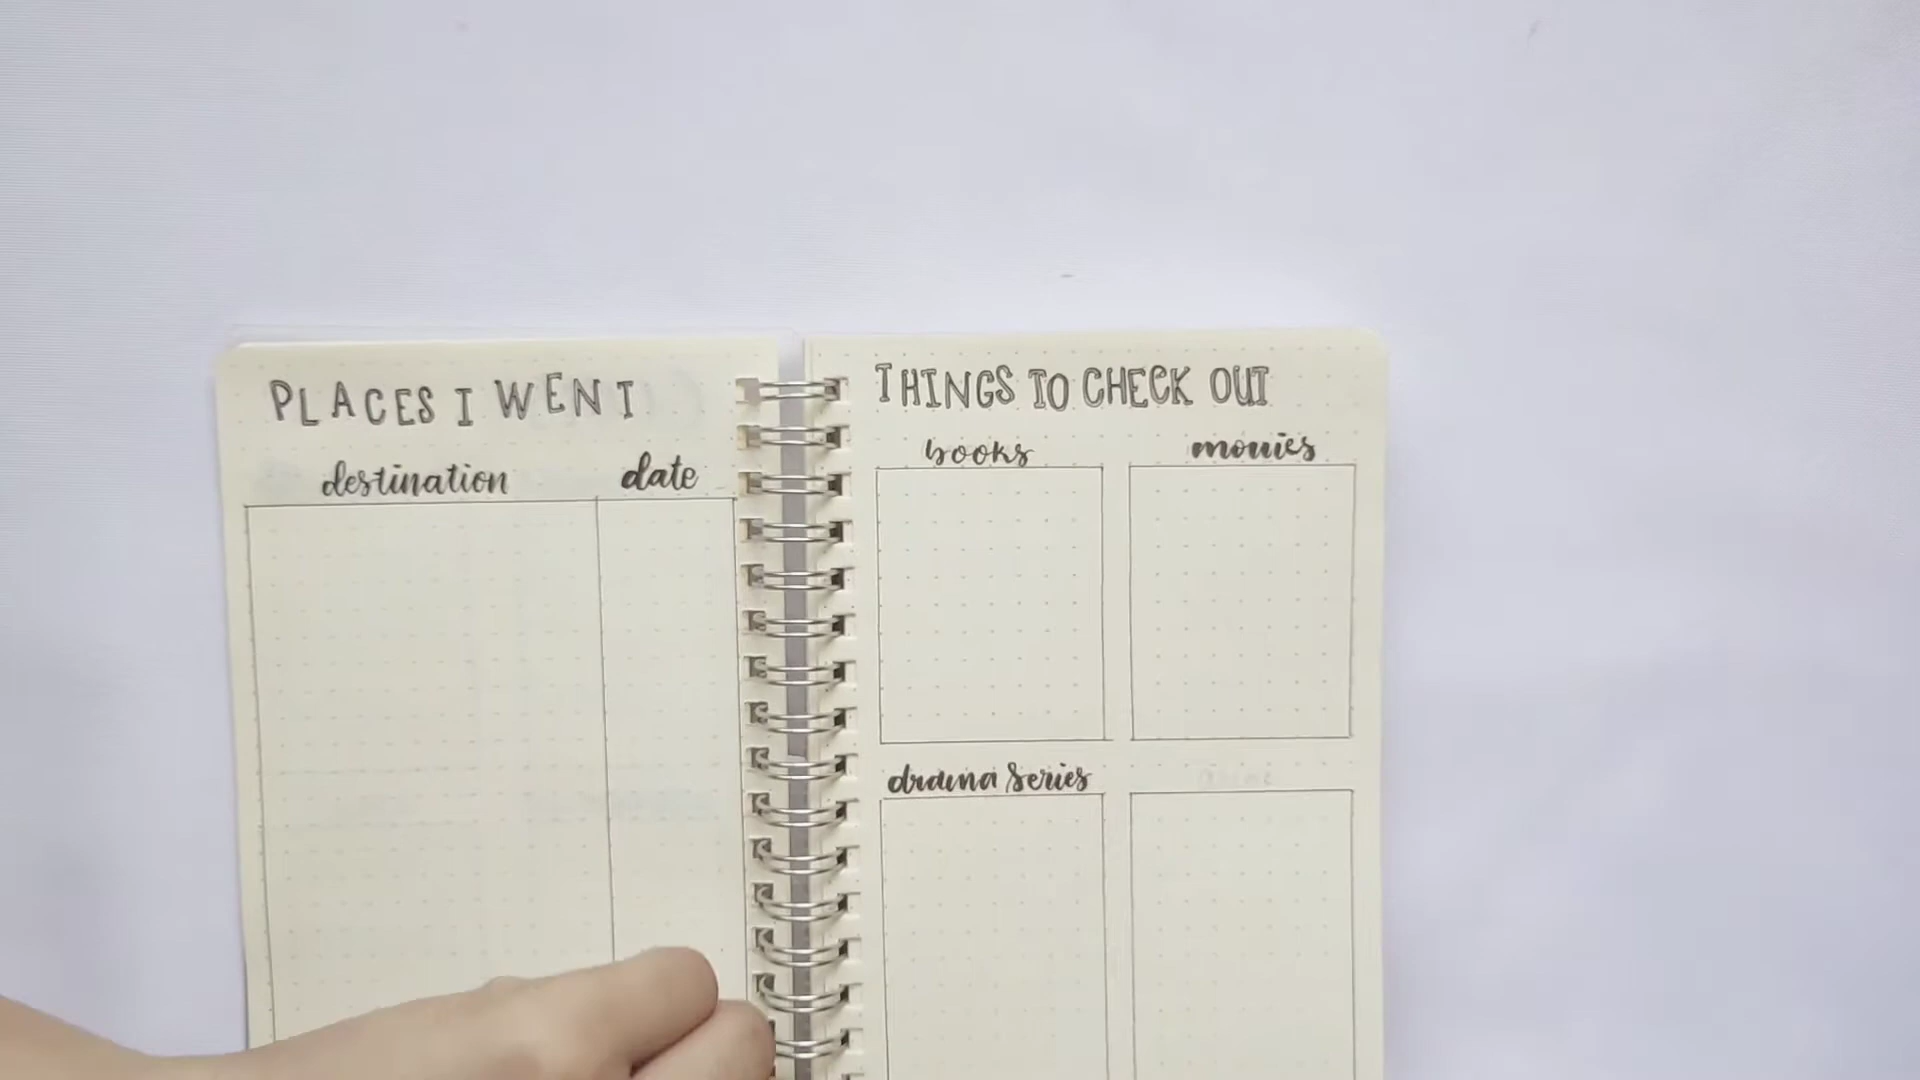 PLACES I WENT
destination date
THINGS TO CHECK OUT
books movies
drama series